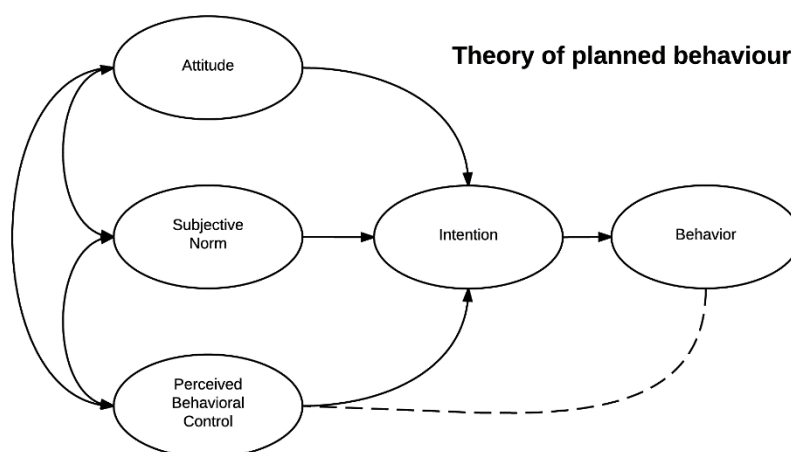 Theory of planned behaviour
Attitude
Subjective
Norm
Intention
Behavior
Perceived
Behavioral
Control